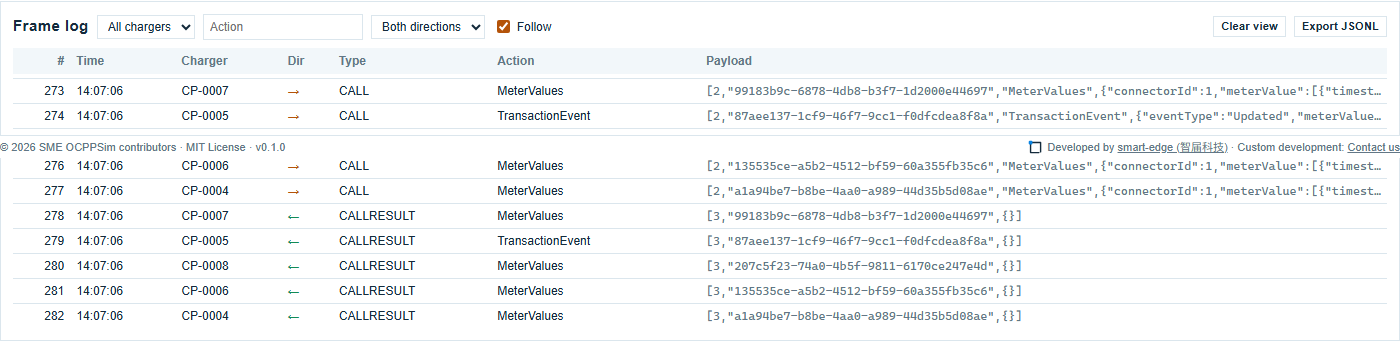 Frame log All chargers Action Both directions Follow Clear view Export JSONL
# Time Charger Dir Type Action Payload
273 14:07:06 CP-0007 → CALL MeterValues [2,"99183b9c-6878-4db8-b3f7-1d2000e44697","MeterValues",{"connectorId":1,"meterValue":[{"timest…
274 14:07:06 CP-0005 → CALL TransactionEvent [2,"87aee137-1cf9-46f7-9cc1-f0dfcdea8f8a","TransactionEvent",{"eventType":"Updated","meterValue…
© 2026 SME OCPPSim contributors · MIT License · v0.1.0 Developed by smart-edge (智届科技) · Custom development: Contact us
276 14:07:06 CP-0006 → CALL MeterValues [2,"135535ce-a5b2-4512-bf59-60a355fb35c6","MeterValues",{"connectorId":1,"meterValue":[{"timest…
277 14:07:06 CP-0004 → CALL MeterValues [2,"a1a94be7-b8be-4aa0-a989-44d35b5d08ae","MeterValues",{"connectorId":1,"meterValue":[{"timest…
278 14:07:06 CP-0007 ← CALLRESULT MeterValues [3,"99183b9c-6878-4db8-b3f7-1d2000e44697",{}]
279 14:07:06 CP-0005 ← CALLRESULT TransactionEvent [3,"87aee137-1cf9-46f7-9cc1-f0dfcdea8f8a",{}]
280 14:07:06 CP-0008 ← CALLRESULT MeterValues [3,"207c5f23-74a0-4b5f-9811-6170ce247e4d",{}]
281 14:07:06 CP-0006 ← CALLRESULT MeterValues [3,"135535ce-a5b2-4512-bf59-60a355fb35c6",{}]
282 14:07:06 CP-0004 ← CALLRESULT MeterValues [3,"a1a94be7-b8be-4aa0-a989-44d35b5d08ae",{}]